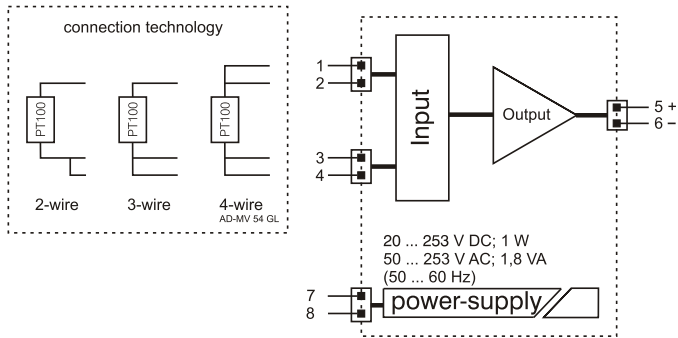 connection technology
PT100
PT100
PT100
2-wire
3-wire
4-wire
AD-MV 54 GL
1
2
3
4
Input
Output
5 +
6 −
20 ... 253 V DC; 1 W
50 ... 253 V AC; 1,8 VA
(50 ... 60 Hz)
7
8
power-supply